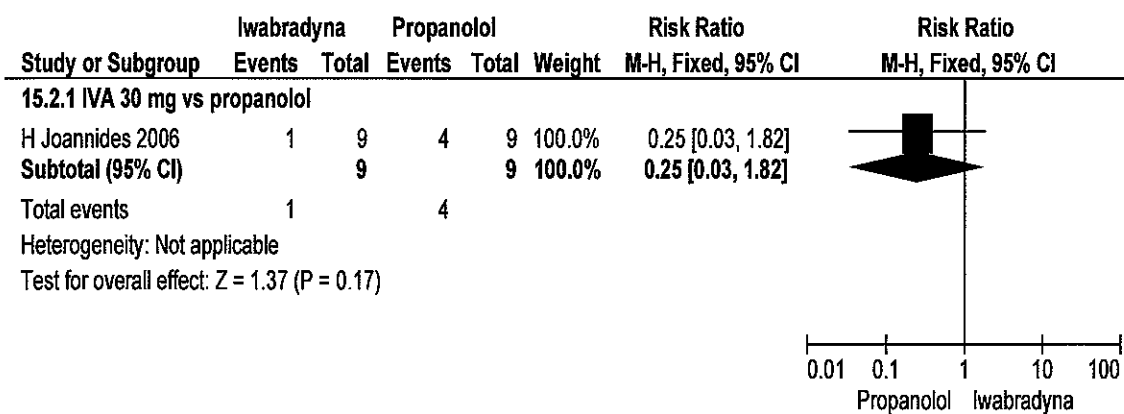 Iwabradyna Propanolol Risk Ratio Risk Ratio
Study or Subgroup Events Total Events Total Weight M-H, Fixed, 95% CI M-H, Fixed, 95% CI
15.2.1 IVA 30 mg vs propanolol
H Joannides 2006 1 9 4 9 100.0% 0.25 [0.03, 1.82]
Subtotal (95% CI) 9 9 100.0% 0.25 [0.03, 1.82]
Total events 1 4
Heterogeneity: Not applicable
Test for overall effect: Z = 1.37 (P = 0.17)
0.01 0.1 1 10 100
Propanolol Iwabradyna